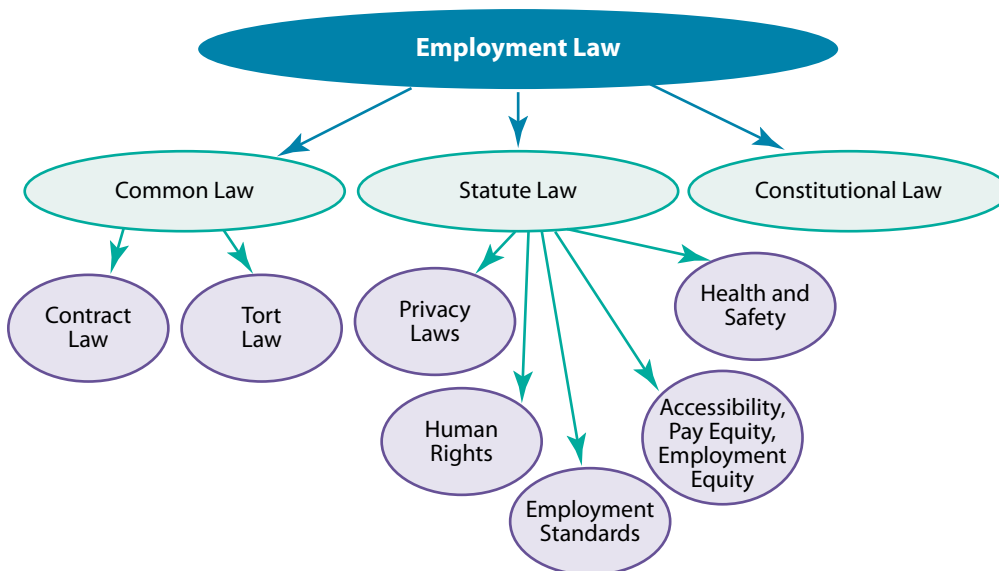 Employment Law
Common Law
Statute Law
Constitutional Law
Contract
Law
Tort
Law
Privacy
Laws
Health and
Safety
Human
Rights
Accessibility,
Pay Equity,
Employment
Equity
Employment
Standards